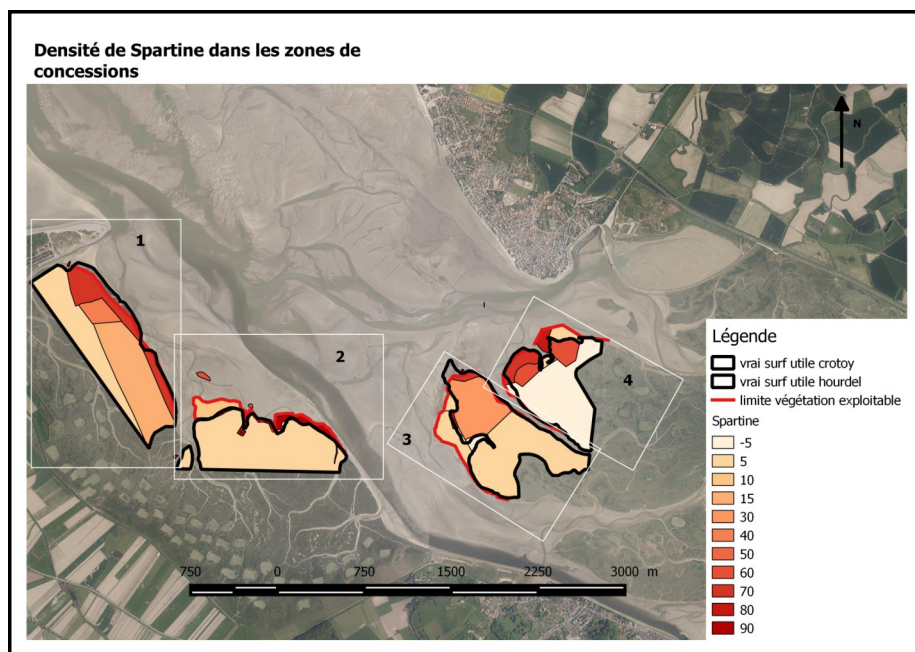 Densité de Spartine dans les zones de
concessions
N
1
2
3
4
750 0 750 1500 2250 3000 m
Légende
vrai surf utile crotoy
vrai surf utile hourdel
limite végétation exploitable
Spartine
-5
5
10
15
30
40
50
60
70
80
90